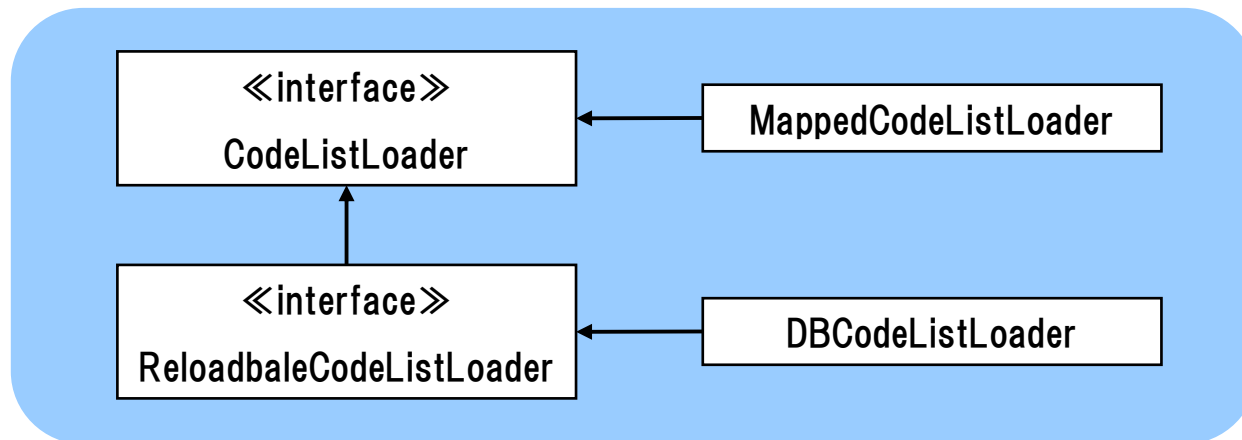 ≪interface≫
CodeListLoader
MappedCodeListLoader
≪interface≫
ReloadbaleCodeListLoader
DBCodeListLoader